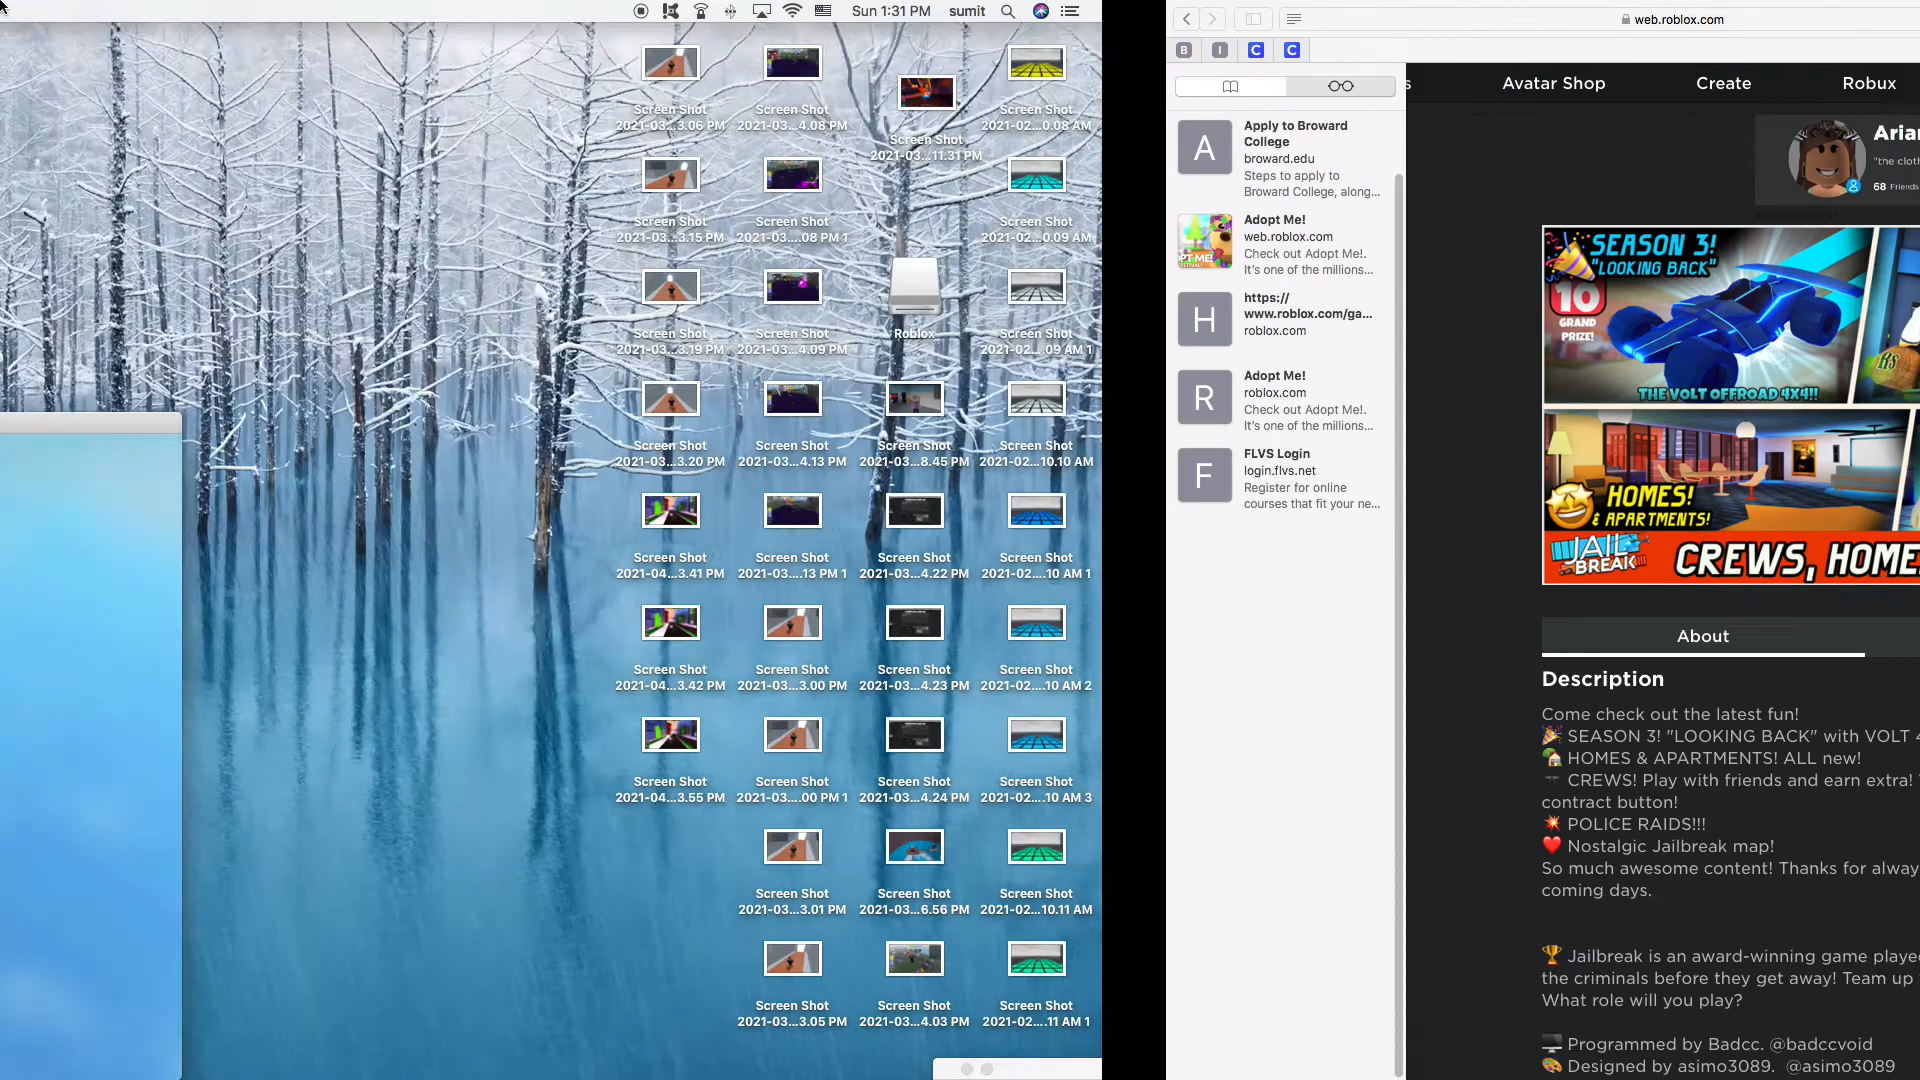 Sun 1:31 PM
sumit
Screen Shot
2021-03...3.06 PM
Screen Shot
2021-03...4.08 PM
Screen Shot
2021-03...11.31 PM
Screen Shot
2021-02...0.08 AM
Screen Shot
2021-03...3.15 PM
Screen Shot
2021-03....08 PM 1
Screen Shot
2021-02...0.09 AM
Screen Shot
2021-03...3.19 PM
Screen Shot
2021-03...4.09 PM
Roblox
Screen Shot
2021-02....09 AM 1
Screen Shot
2021-03...3.20 PM
Screen Shot
2021-03...4.13 PM
Screen Shot
2021-03...8.45 PM
Screen Shot
2021-02...10.10 AM
Screen Shot
2021-04...3.41 PM
Screen Shot
2021-03....13 PM 1
Screen Shot
2021-03...4.22 PM
Screen Shot
2021-02....10 AM 1
Screen Shot
2021-04...3.42 PM
Screen Shot
2021-03...3.00 PM
Screen Shot
2021-03...4.23 PM
Screen Shot
2021-02....10 AM 2
Screen Shot
2021-04...3.55 PM
Screen Shot
2021-03....00 PM 1
Screen Shot
2021-03...4.24 PM
Screen Shot
2021-02....10 AM 3
Screen Shot
2021-03...3.01 PM
Screen Shot
2021-03...6.56 PM
Screen Shot
2021-02...10.11 AM
Screen Shot
2021-03...3.05 PM
Screen Shot
2021-03...4.03 PM
Screen Shot
2021-02....11 AM 1
web.roblox.com
B I C C
A
Apply to Broward
College
broward.edu
Steps to apply to
Broward College, along...
Adopt Me!
web.roblox.com
Check out Adopt Me!.
It's one of the millions...
H
https://
www.roblox.com/ga...
roblox.com
R
Adopt Me!
roblox.com
Check out Adopt Me!.
It's one of the millions...
F
FLVS Login
login.flvs.net
Register for online
courses that fit your ne...
s Avatar Shop Create Robux
Arian
"the cloth
68 Friends
SEASON 3!
"LOOKING BACK"
10
GRAND
PRIZE!
THE VOLT OFFROAD 4X4!!
HOMES!
& APARTMENTS!
JAIL
BREAK
CREWS, HOME
About
Description
Come check out the latest fun!
🎉 SEASON 3! "LOOKING BACK" with VOLT 4
🏡 HOMES & APARTMENTS! ALL new!
CREWS! Play with friends and earn extra!
contract button!
💥 POLICE RAIDS!!!
❤️ Nostalgic Jailbreak map!
So much awesome content! Thanks for alway
coming days.
🏆 Jailbreak is an award-winning game playe
the criminals before they get away! Team up
What role will you play?
🖥️ Programmed by Badcc. @badccvoid
🎨 Designed by asimo3089. @asimo3089